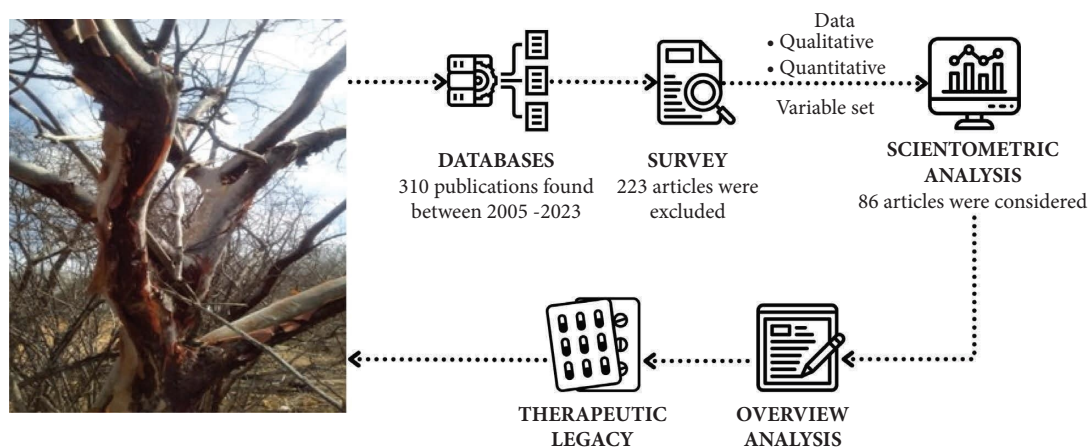 Data
• Qualitative
• Quantitative
Variable set
DATABASES
310 publications found
between 2005 -2023
SURVEY
223 articles were
excluded
SCIENTOMETRIC
ANALYSIS
86 articles were considered
THERAPEUTIC
LEGACY
OVERVIEW
ANALYSIS